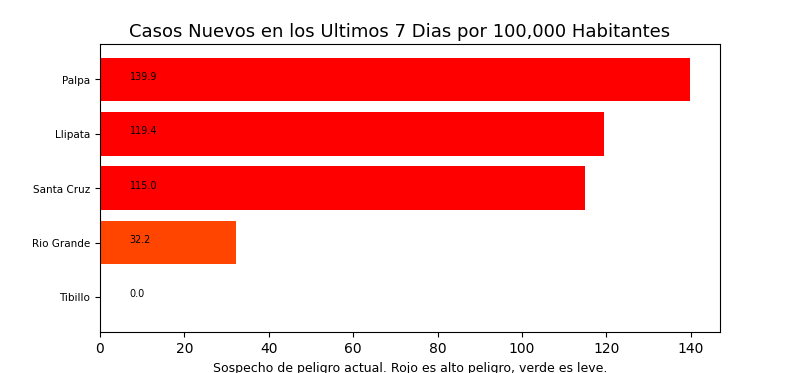 Casos Nuevos en los Ultimos 7 Dias por 100,000 Habitantes
Palpa 139.9
Llipata 119.4
Santa Cruz 115.0
Rio Grande 32.2
Tibillo 0.0
0 20 40 60 80 100 120 140
Sospecho de peligro actual. Rojo es alto peligro, verde es leve.